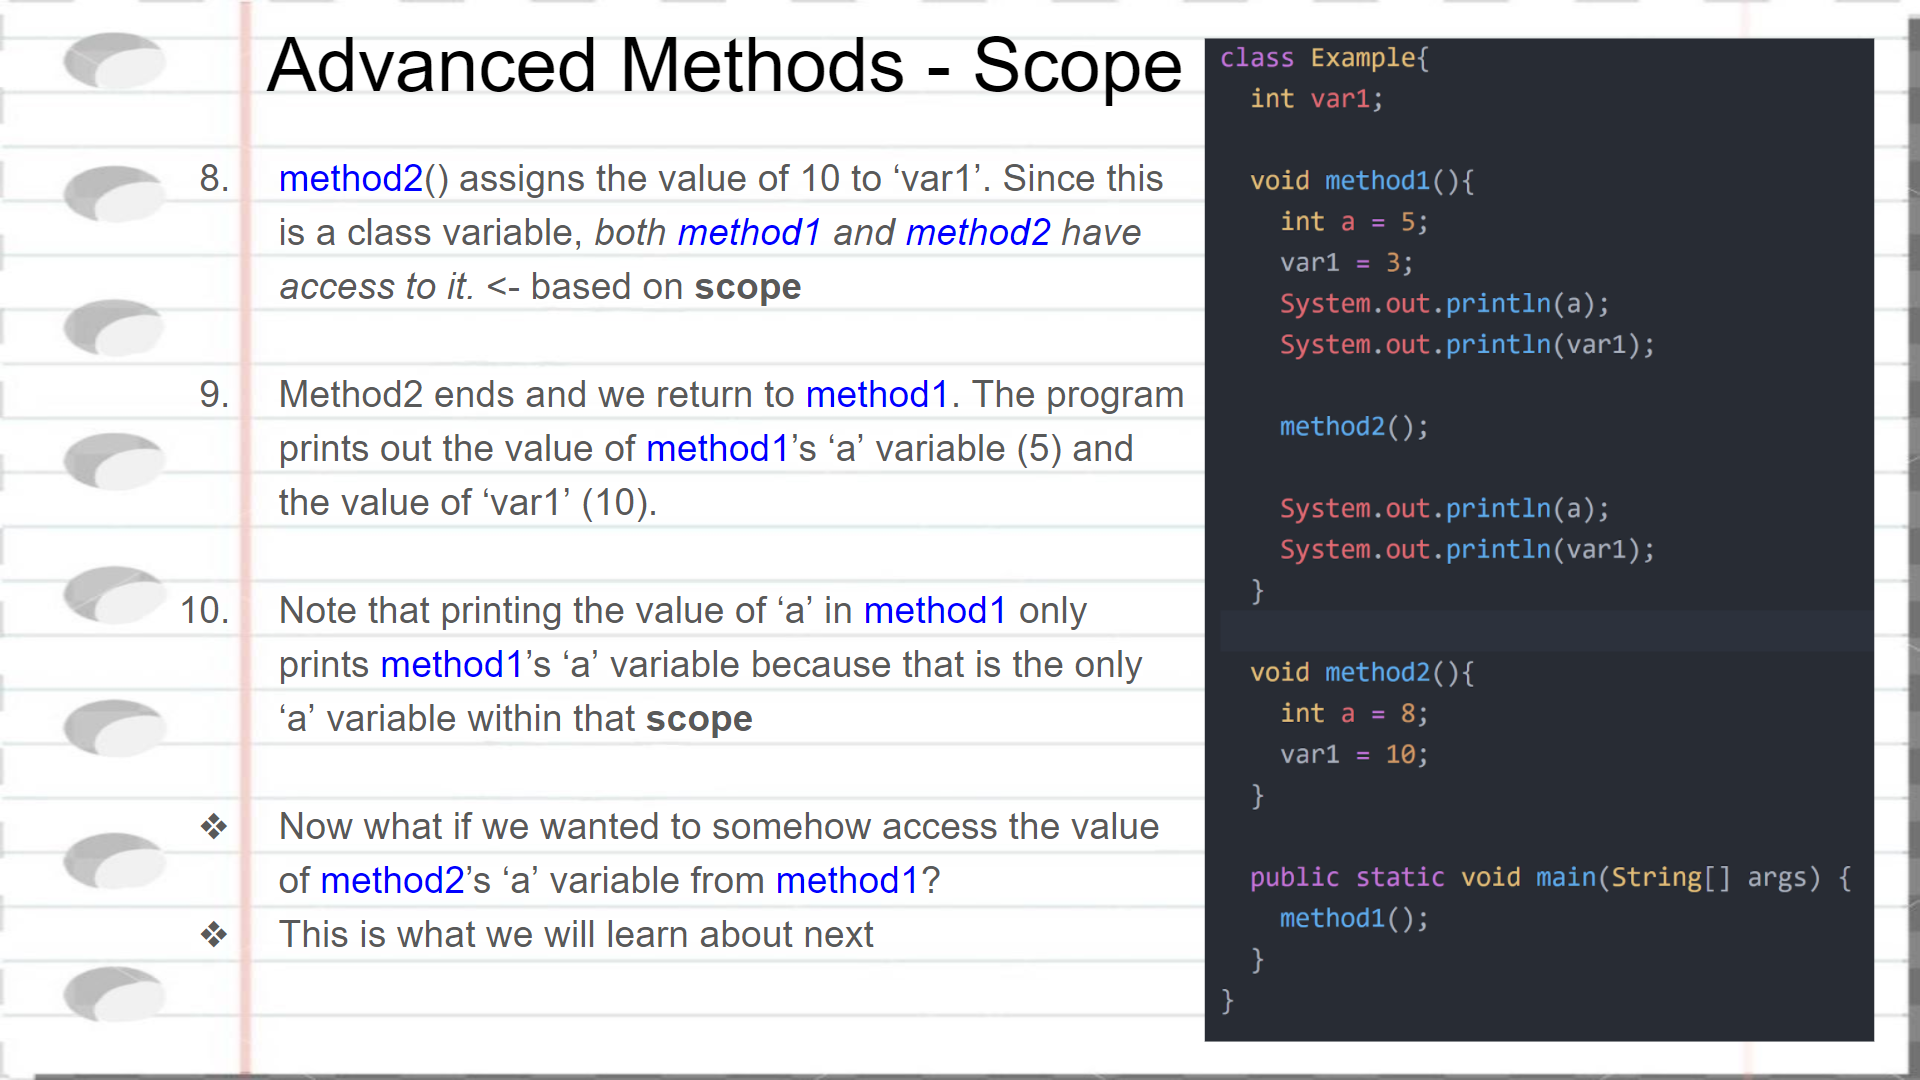 Advanced Methods - Scope
8. method2() assigns the value of 10 to ‘var1’. Since this
is a class variable, both method1 and method2 have
access to it. <- based on scope
9. Method2 ends and we return to method1. The program
prints out the value of method1’s ‘a’ variable (5) and
the value of ‘var1’ (10).
10. Note that printing the value of ‘a’ in method1 only
prints method1’s ‘a’ variable because that is the only
‘a’ variable within that scope
❖ Now what if we wanted to somehow access the value
of method2’s ‘a’ variable from method1?
❖ This is what we will learn about next
class Example{
int var1;
void method1(){
int a = 5;
var1 = 3;
System.out.println(a);
System.out.println(var1);
method2();
System.out.println(a);
System.out.println(var1);
}
void method2(){
int a = 8;
var1 = 10;
}
public static void main(String[] args) {
method1();
}
}